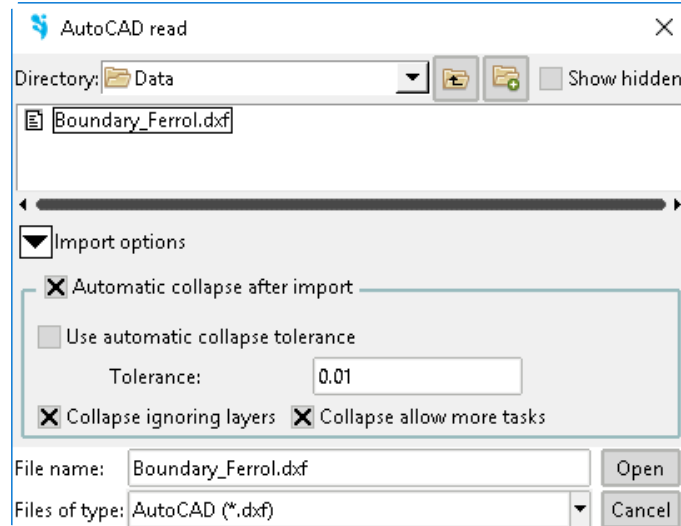 AutoCAD read
Directory: Data Show hidden
Boundary_Ferrol.dxf
Import options
Automatic collapse after import
Use automatic collapse tolerance
Tolerance: 0.01
Collapse ignoring layers Collapse allow more tasks
File name: Boundary_Ferrol.dxf Open
Files of type: AutoCAD (*.dxf) Cancel